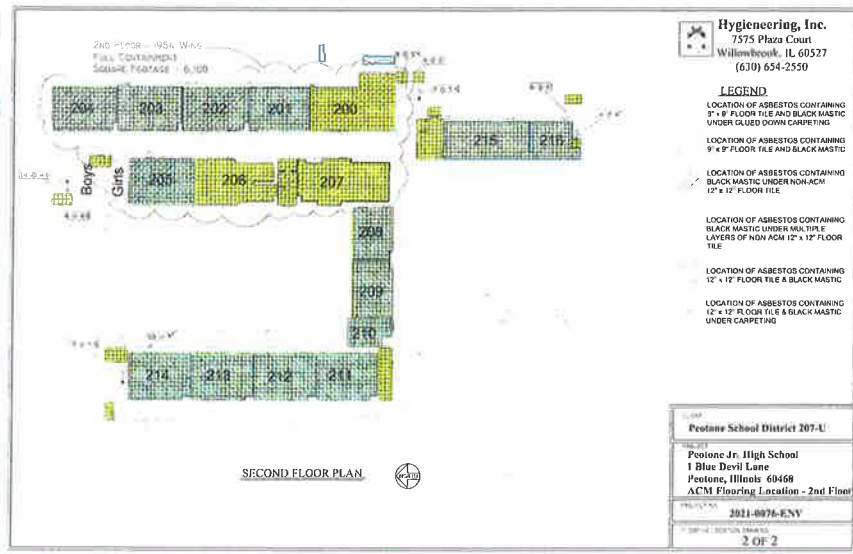 2ND FLOOR - 1954 WING
FULL CONTAINMENT
SQUARE FOOTAGE - 6,100
204
203
202
201
200
215
216
Boys
Girls
205
206
207
208
209
210
214
213
212
211
SECOND FLOOR PLAN
Hygieneering, Inc.
7575 Plaza Court
Willowbrook, IL 60527
(630) 654-2550
LEGEND
LOCATION OF ASBESTOS CONTAINING
9" x 9" FLOOR TILE AND BLACK MASTIC
UNDER GLUED DOWN CARPETING
LOCATION OF ASBESTOS CONTAINING
9" x 9" FLOOR TILE AND BLACK MASTIC
LOCATION OF ASBESTOS CONTAINING
BLACK MASTIC UNDER NON-ACM
12" x 12" FLOOR TILE
LOCATION OF ASBESTOS CONTAINING
BLACK MASTIC UNDER MULTIPLE
LAYERS OF NON ACM 12" x 12" FLOOR
TILE
LOCATION OF ASBESTOS CONTAINING
12" x 12" FLOOR TILE & BLACK MASTIC
LOCATION OF ASBESTOS CONTAINING
12" x 12" FLOOR TILE & BLACK MASTIC
UNDER CARPETING
Peotone School District 207-U
Peotone Jr. High School
1 Blue Devil Lane
Peotone, Illinois 60468
ACM Flooring Location - 2nd Floor
2021-0076-ENV
2 OF 2